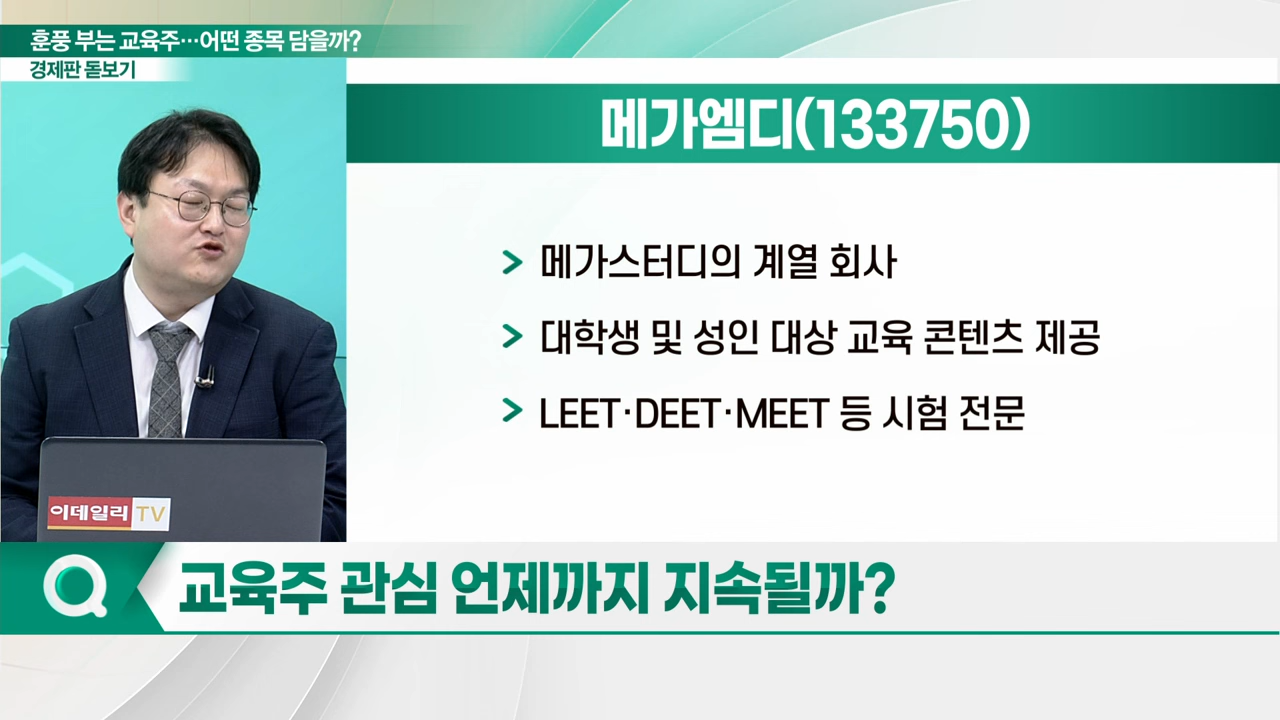 훈풍 부는 교육주…어떤 종목 담을까?
경제판 돋보기
메가엠디(133750)
> 메가스터디의 계열 회사
> 대학생 및 성인 대상 교육 콘텐츠 제공
> LEET·DEET·MEET 등 시험 전문
이데일리 TV
Q 교육주 관심 언제까지 지속될까?